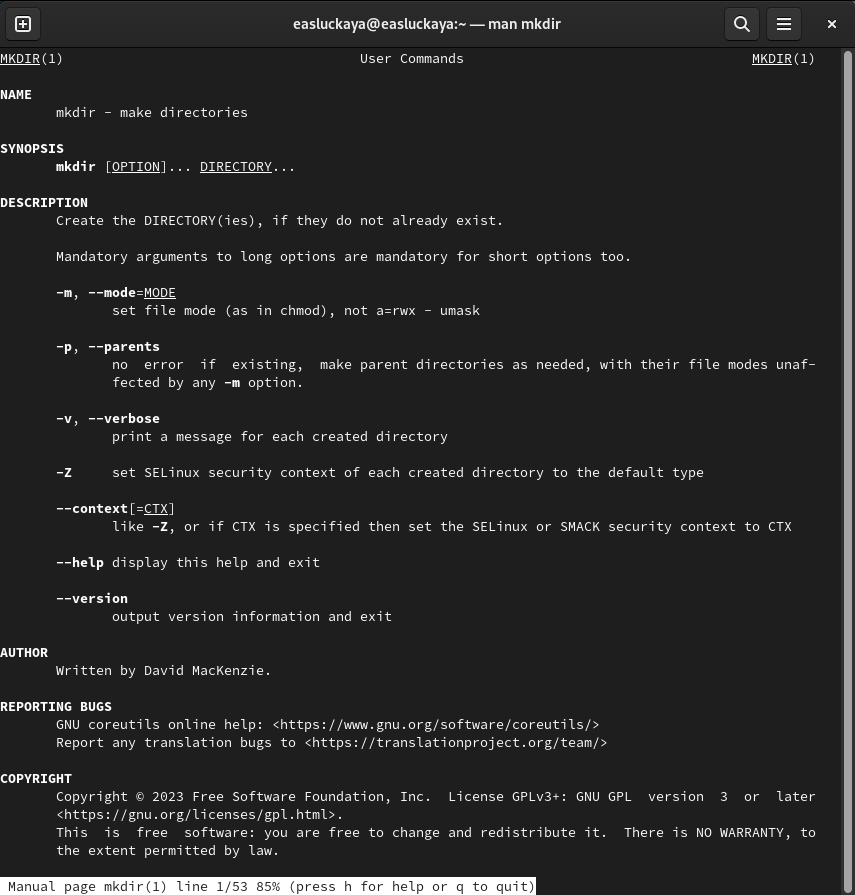 easluckaya@easluckaya:~ — man mkdir
MKDIR(1)                                     User Commands                                    MKDIR(1)
NAME
       mkdir - make directories
SYNOPSIS
       mkdir [OPTION]... DIRECTORY...
DESCRIPTION
       Create the DIRECTORY(ies), if they do not already exist.
       Mandatory arguments to long options are mandatory for short options too.
       -m, --mode=MODE
              set file mode (as in chmod), not a=rwx - umask
       -p, --parents
              no  error  if  existing,  make parent directories as needed, with their file modes unaf-
              fected by any -m option.
       -v, --verbose
              print a message for each created directory
       -Z     set SELinux security context of each created directory to the default type
       --context[=CTX]
              like -Z, or if CTX is specified then set the SELinux or SMACK security context to CTX
       --help display this help and exit
       --version
              output version information and exit
AUTHOR
       Written by David MacKenzie.
REPORTING BUGS
       GNU coreutils online help: <https://www.gnu.org/software/coreutils/>
       Report any translation bugs to <https://translationproject.org/team/>
COPYRIGHT
       Copyright © 2023 Free Software Foundation, Inc.  License GPLv3+: GNU GPL  version  3  or  later
       <https://gnu.org/licenses/gpl.html>.
       This  is  free  software: you are free to change and redistribute it.  There is NO WARRANTY, to
       the extent permitted by law.
 Manual page mkdir(1) line 1/53 85% (press h for help or q to quit)